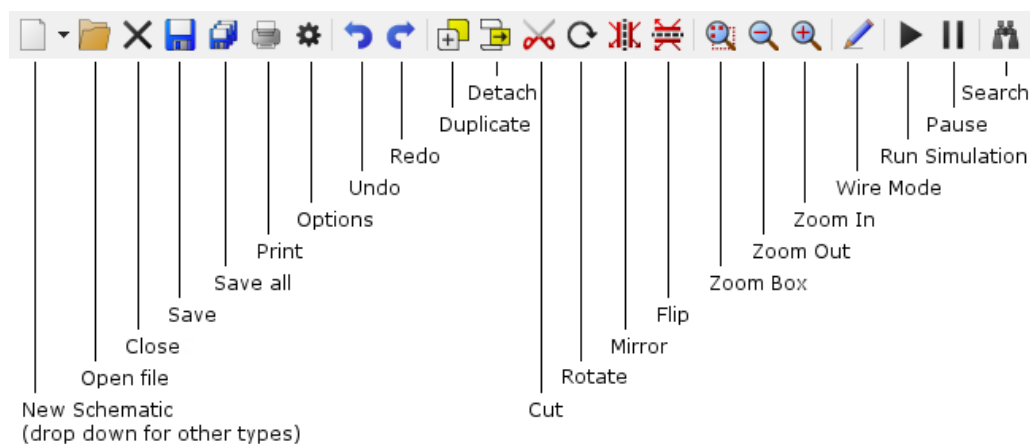 Detach
Search
Duplicate
Pause
Redo
Run Simulation
Undo
Wire Mode
Options
Zoom In
Print
Zoom Out
Save all
Zoom Box
Save
Flip
Close
Mirror
Open file
Rotate
New Schematic
Cut
(drop down for other types)